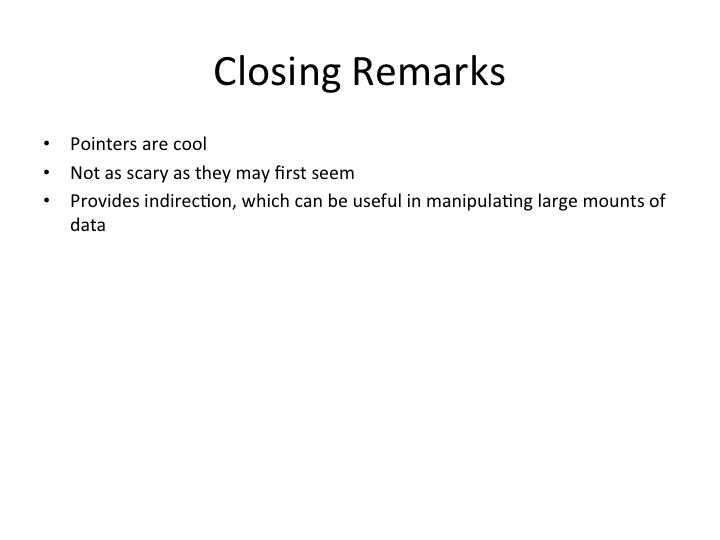 Closing Remarks
• Pointers are cool
• Not as scary as they may first seem
• Provides indirection, which can be useful in manipulating large mounts of
data